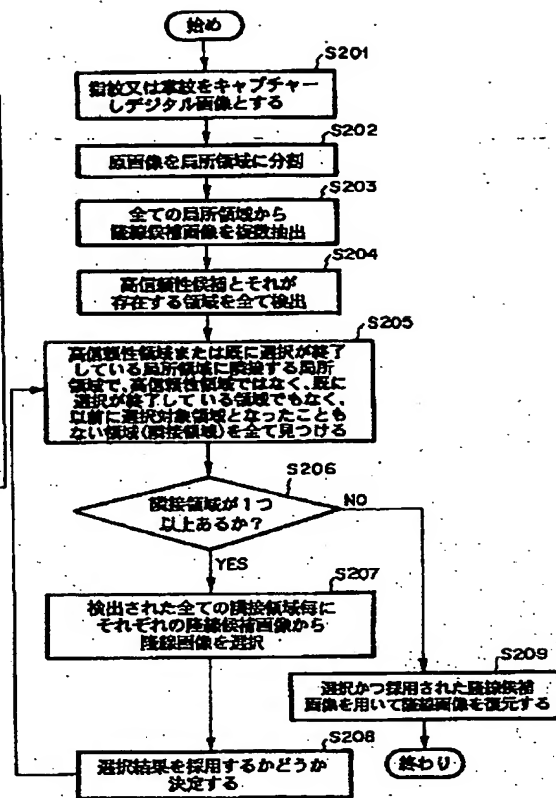 始め
S201
指紋又は掌紋をキャプチャー
しデジタル画像とする
S202
原画像を局所領域に分割
S203
全ての局所領域から
隆線候補画像を複数抽出
S204
高信頼性候補とそれが
存在する領域を全て検出
S205
高信頼性領域または既に選択が終了
している局所領域に隣接する局所
領域で、高信頼性領域ではなく、既に
選択が終了している領域でもなく、
以前に選択対象領域となったことも
ない領域(隣接領域)を全て見つける
S206
隣接領域が1つ
以上あるか?
NO
YES
S207
検出された全ての隣接領域毎に
それぞれの隆線候補画像から
隆線画像を選択
S209
選択かつ採用された隆線候補
画像を用いて隆線画像を復元する
S208
選択結果を採用するかどうか
決定する
終わり